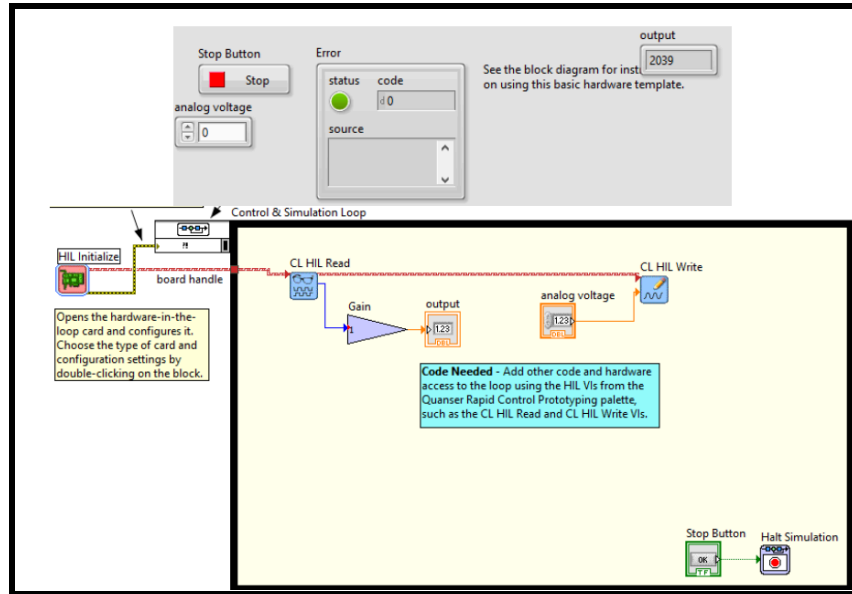 output
2039
Stop Button
Stop
Error
status
code
d 0
source
See the block diagram for inst
on using this basic hardware template.
analog voltage
0
Control & Simulation Loop
?!
HIL Initialize
board handle
Opens the hardware-in-the-
loop card and configures it.
Choose the type of card and
configuration settings by
double-clicking on the block.
CL HIL Read
Gain
1
output
1.23
DBL
analog voltage
1.23
DBL
CL HIL Write
Code Needed - Add other code and hardware
access to the loop using the HIL VIs from the
Quanser Rapid Control Prototyping palette,
such as the CL HIL Read and CL HIL Write VIs.
Stop Button
OK
TF
Halt Simulation